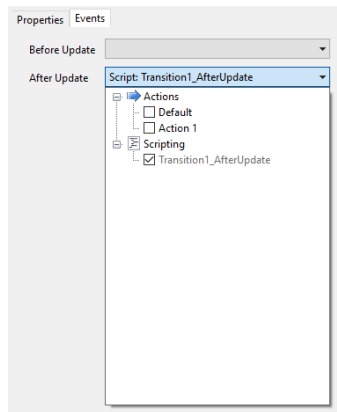 Properties Events
Before Update
After Update Script: Transition1_AfterUpdate
Actions
Default
Action 1
Scripting
Transition1_AfterUpdate